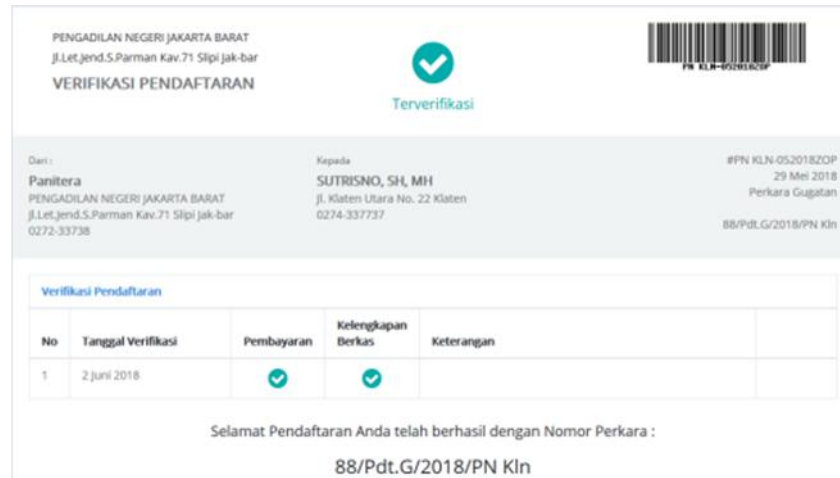 PENGADILAN NEGERI JAKARTA BARAT
Jl.Let.Jend.S.Parman Kav.71 Slipi Jak-bar
VERIFIKASI PENDAFTARAN
Terverifikasi
PN KLN-052018ZOP
Dari :
Panitera
PENGADILAN NEGERI JAKARTA BARAT
Jl.Let.Jend.S.Parman Kav.71 Slipi Jak-bar
0272-33738
Kepada
SUTRISNO, SH, MH
Jl. Klaten Utara No. 22 Klaten
0274-337737
#PN KLN-052018ZOP
29 Mei 2018
Perkara Gugatan
88/Pdt.G/2018/PN Kln
Verifikasi Pendaftaran
No Tanggal Verifikasi Pembayaran Kelengkapan Berkas Keterangan
1 2 Juni 2018
Selamat Pendaftaran Anda telah berhasil dengan Nomor Perkara :
88/Pdt.G/2018/PN Kln